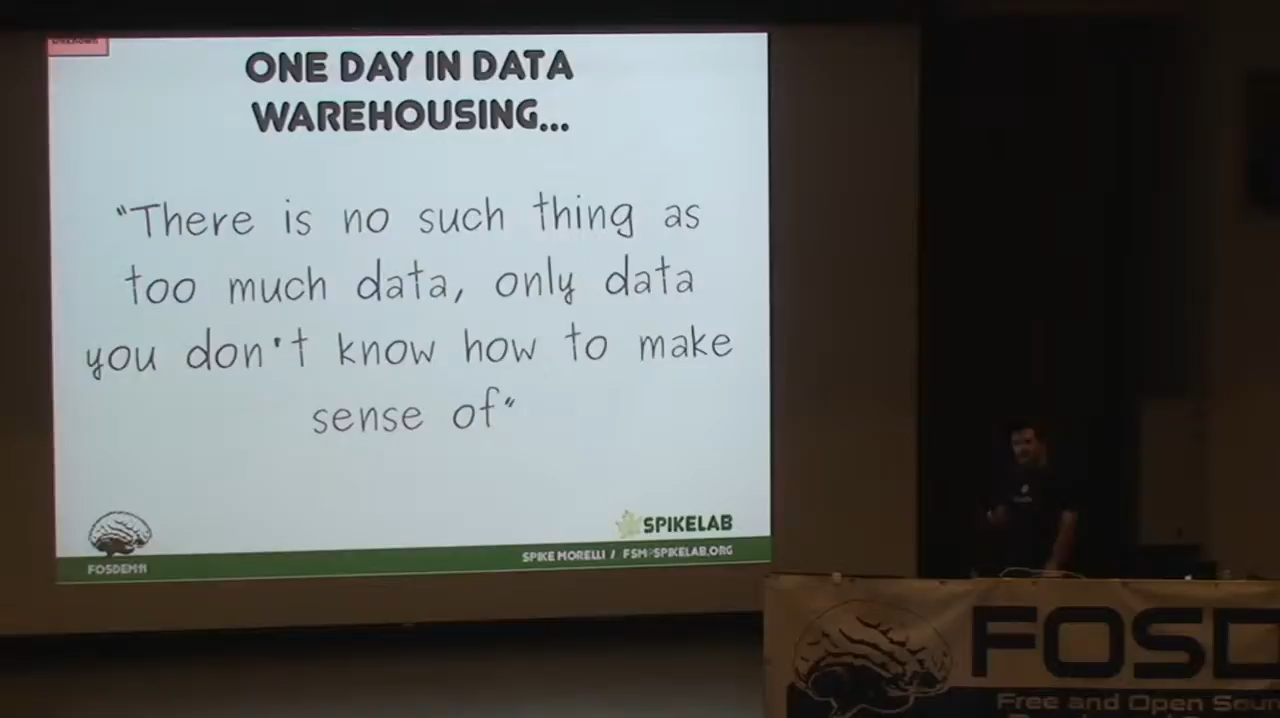 ONE DAY IN DATA
WAREHOUSING...
"There is no such thing as
too much data, only data
you don't know how to make
sense of"
SPIKELAB
FOSDEM11
SPIKE MORELLI / FSM@SPIKELAB.ORG
FOSD
Free and Open Sour